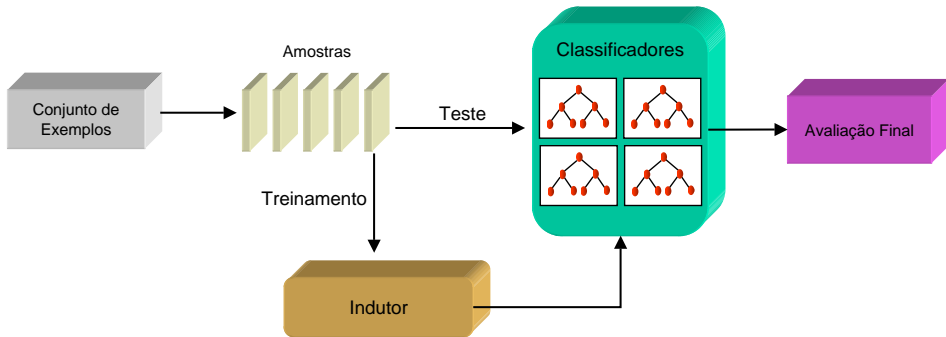 Amostras
Classificadores
Conjunto de
Exemplos
Teste
Avaliação Final
Treinamento
Indutor